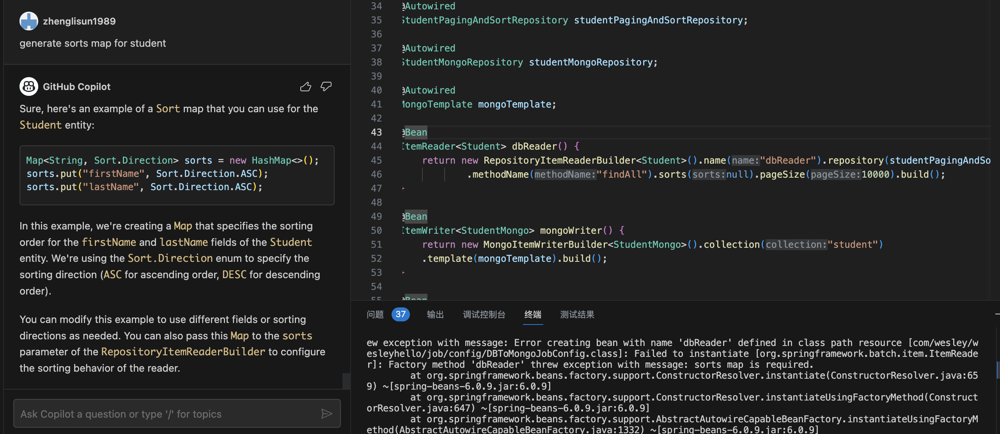 zhenglisun1989
generate sorts map for student
GitHub Copilot
Sure, here's an example of a Sort map that you can use for the
Student entity:
Map<String, Sort.Direction> sorts = new HashMap<>();
sorts.put("firstName", Sort.Direction.ASC);
sorts.put("lastName", Sort.Direction.ASC);
In this example, we're creating a Map that specifies the sorting
order for the firstName and lastName fields of the Student
entity. We're using the Sort.Direction enum to specify the
sorting direction (ASC for ascending order, DESC for descending
order).
You can modify this example to use different fields or sorting
directions as needed. You can also pass this Map to the sorts
parameter of the RepositoryItemReaderBuilder to configure
the sorting behavior of the reader.
Ask Copilot a question or type '/' for topics
34 @Autowired
35 StudentPagingAndSortRepository studentPagingAndSortRepository;
36
37 @Autowired
38 StudentMongoRepository studentMongoRepository;
39
40 @Autowired
41 MongoTemplate mongoTemplate;
42
43 @Bean
44 ItemReader<Student> dbReader() {
45 return new RepositoryItemReaderBuilder<Student>().name(name:"dbReader").repository(studentPagingAndSo
46 .methodName(methodName:"findAll").sorts(sorts:null).pageSize(pageSize:10000).build();
47 }
48
49 @Bean
50 ItemWriter<StudentMongo> mongoWriter() {
51 return new MongoItemWriterBuilder<StudentMongo>().collection(collection:"student")
52 .template(mongoTemplate).build();
53 }
54
55 @Bean
问题 37 输出 调试控制台 终端 测试结果
ew exception with message: Error creating bean with name 'dbReader' defined in class path resource [com/wesley/w
esleyhello/job/config/DBToMongoJobConfig.class]: Failed to instantiate [org.springframework.batch.item.ItemReade
r]: Factory method 'dbReader' threw exception with message: sorts map is required.
at org.springframework.beans.factory.support.ConstructorResolver.instantiate(ConstructorResolver.java:65
9) ~[spring-beans-6.0.9.jar:6.0.9]
at org.springframework.beans.factory.support.ConstructorResolver.instantiateUsingFactoryMethod(Construct
orResolver.java:647) ~[spring-beans-6.0.9.jar:6.0.9]
at org.springframework.beans.factory.support.AbstractAutowireCapableBeanFactory.instantiateUsingFactoryM
ethod(AbstractAutowireCapableBeanFactory.java:1332) ~[spring-beans-6.0.9.jar:6.0.9]